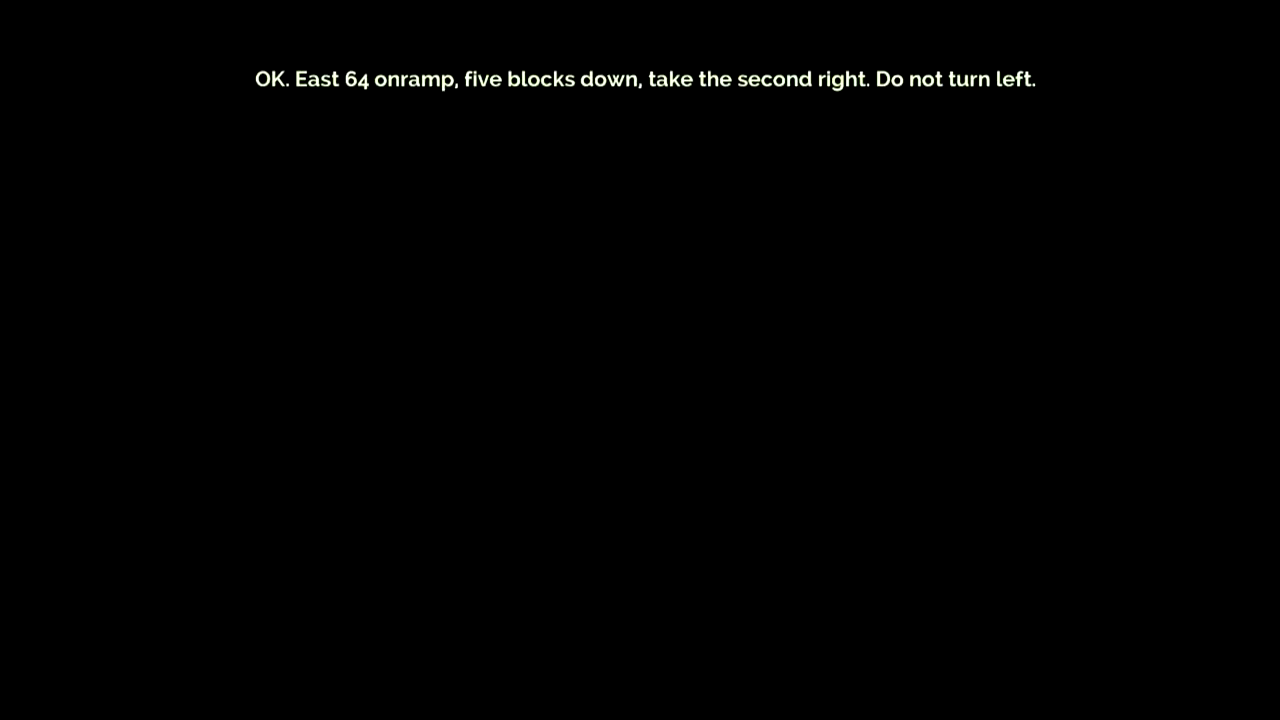 OK. East 64 onramp, five blocks down, take the second right. Do not turn left.